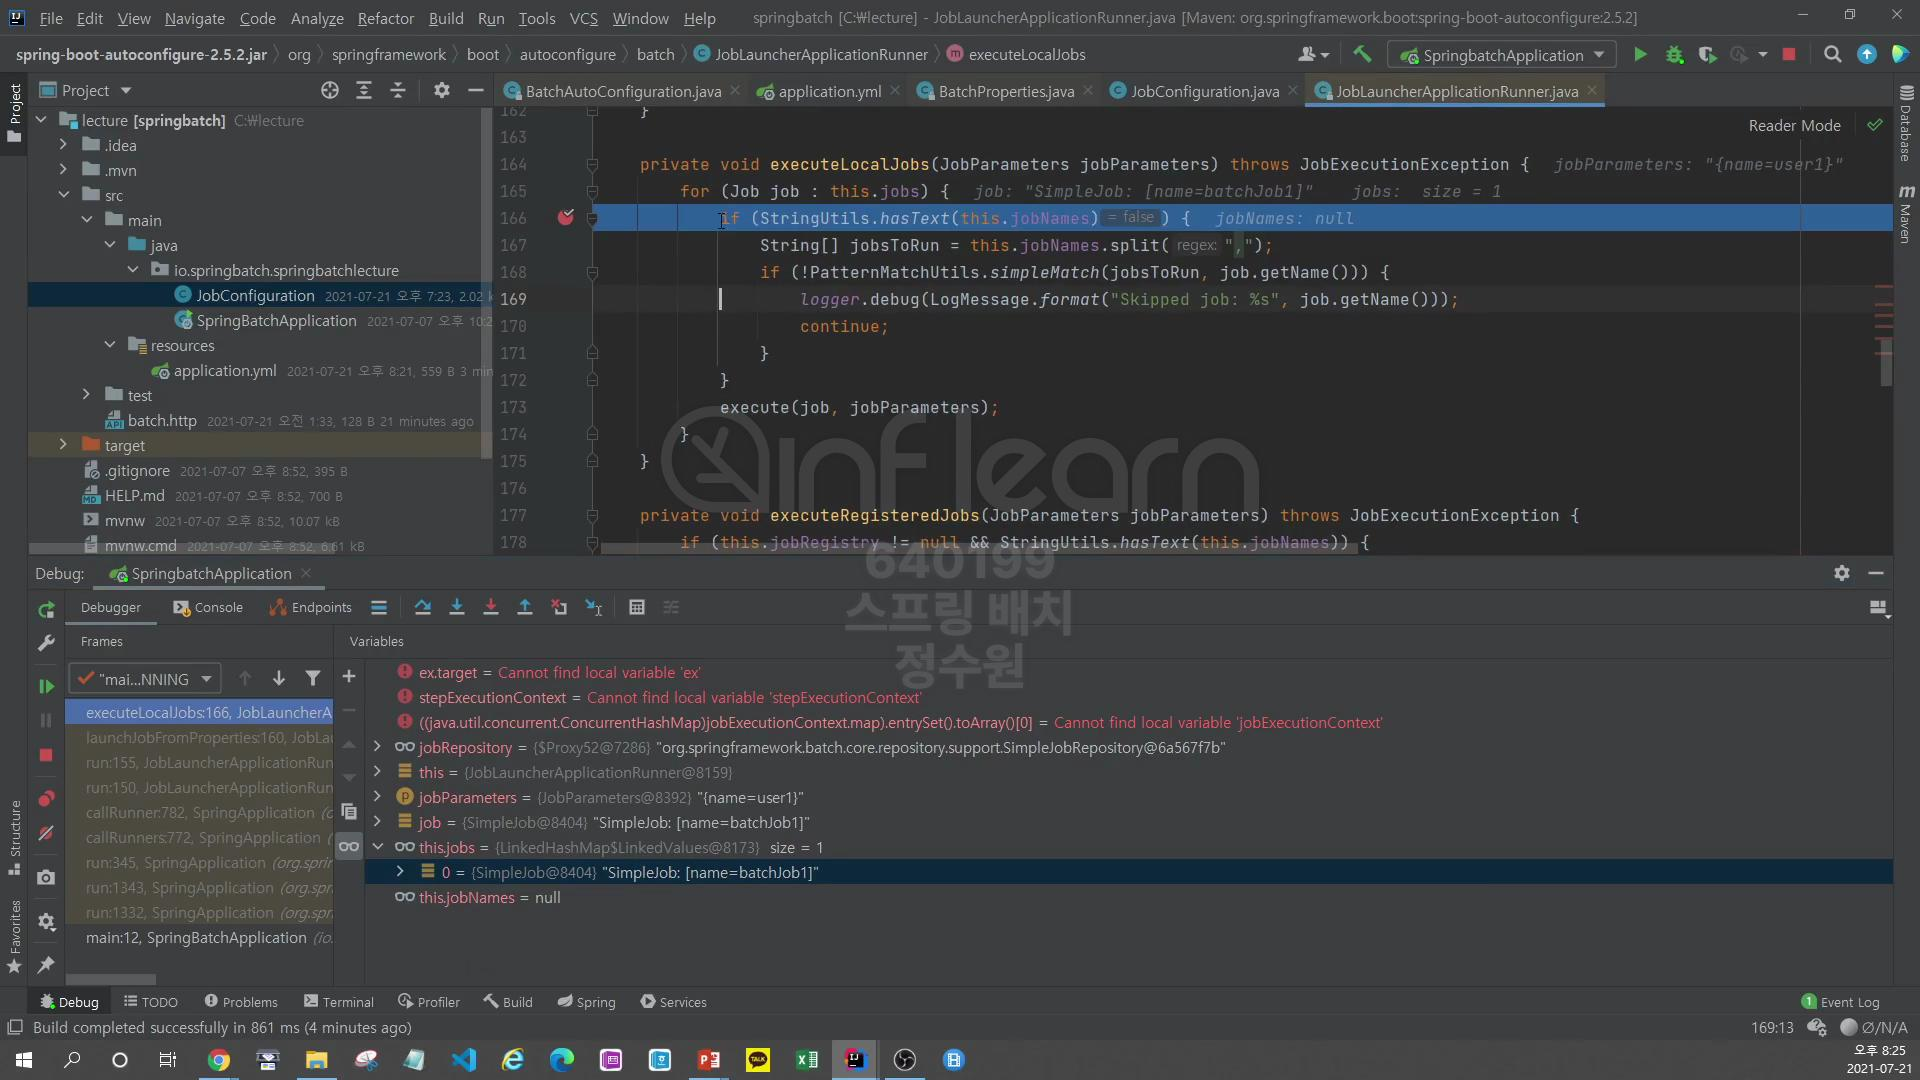 File Edit View Navigate Code Analyze Refactor Build Run Tools VCS Window Help springbatch [C:₩lecture] - JobLauncherApplicationRunner.java [Maven: org.springframework.boot:spring-boot-autoconfigure:2.5.2]
spring-boot-autoconfigure-2.5.2.jar org springframework boot autoconfigure batch JobLauncherApplicationRunner executeLocalJobs SpringbatchApplication
Project BatchAutoConfiguration.java application.yml BatchProperties.java JobConfiguration.java JobLauncherApplicationRunner.java
Project
Structure
Favorites
Database
Maven
Reader Mode
lecture [springbatch] C:₩lecture
.idea
.mvn
src
main
java
io.springbatch.springbatchlecture
JobConfiguration 2021-07-21 오후 7:23, 2.02 k
SpringBatchApplication 2021-07-21 오후 10:2
resources
application.yml 2021-07-21 오후 8:21, 559 B 3 min
test
batch.http 2021-07-21 오전 1:33, 128 B 21 minutes ago
target
.gitignore 2021-07-07 오후 8:52, 395 B
HELP.md 2021-07-07 오후 8:52, 700 B
mvnw 2021-07-07 오후 8:52, 10.07 kB
mvnw.cmd 2021-07-07 오후 8:52, 6.61 kB
162 }
163
164 private void executeLocalJobs(JobParameters jobParameters) throws JobExecutionException { jobParameters: "{name=user1}"
165 for (Job job : this.jobs) { job: "SimpleJob: [name=batchJob1]" jobs: size = 1
166 if (StringUtils.hasText(this.jobNames) = false ) { jobNames: null
167 String[] jobsToRun = this.jobNames.split( regex: ",");
168 if (!PatternMatchUtils.simpleMatch(jobsToRun, job.getName())) {
169 logger.debug(LogMessage.format("Skipped job: %s", job.getName()));
170 continue;
171 }
172 }
173 execute(job, jobParameters);
174 }
175 }
176
177 private void executeRegisteredJobs(JobParameters jobParameters) throws JobExecutionException {
178 if (this.jobRegistry != null && StringUtils.hasText(this.jobNames)) {
inflearn
640199
스프링 배치
정수원
Debug: SpringbatchApplication
Debugger Console Endpoints
Frames Variables
"mai...NNING
executeLocalJobs:166, JobLauncherA
launchJobFromProperties:160, JobLau
run:155, JobLauncherApplicationRunn
run:150, JobLauncherApplicationRunn
callRunner:782, SpringApplication (o
callRunners:772, SpringApplication (
run:345, SpringApplication (org.sprin
run:1343, SpringApplication (org.spr
run:1332, SpringApplication (org.spr
main:12, SpringBatchApplication (io.
ex.target = Cannot find local variable 'ex'
stepExecutionContext = Cannot find local variable 'stepExecutionContext'
((java.util.concurrent.ConcurrentHashMap)jobExecutionContext.map).entrySet().toArray()[0] = Cannot find local variable 'jobExecutionContext'
jobRepository = {$Proxy52@7286} "org.springframework.batch.core.repository.support.SimpleJobRepository@6a567f7b"
this = {JobLauncherApplicationRunner@8159}
jobParameters = {JobParameters@8392} "{name=user1}"
job = {SimpleJob@8404} "SimpleJob: [name=batchJob1]"
this.jobs = {LinkedHashMap$LinkedValues@8173} size = 1
0 = {SimpleJob@8404} "SimpleJob: [name=batchJob1]"
this.jobNames = null
Debug TODO Problems Terminal Profiler Build Spring Services 1 Event Log
Build completed successfully in 861 ms (4 minutes ago) 169:13 Ø/N/A
TALK
오후 8:25
2021-07-21